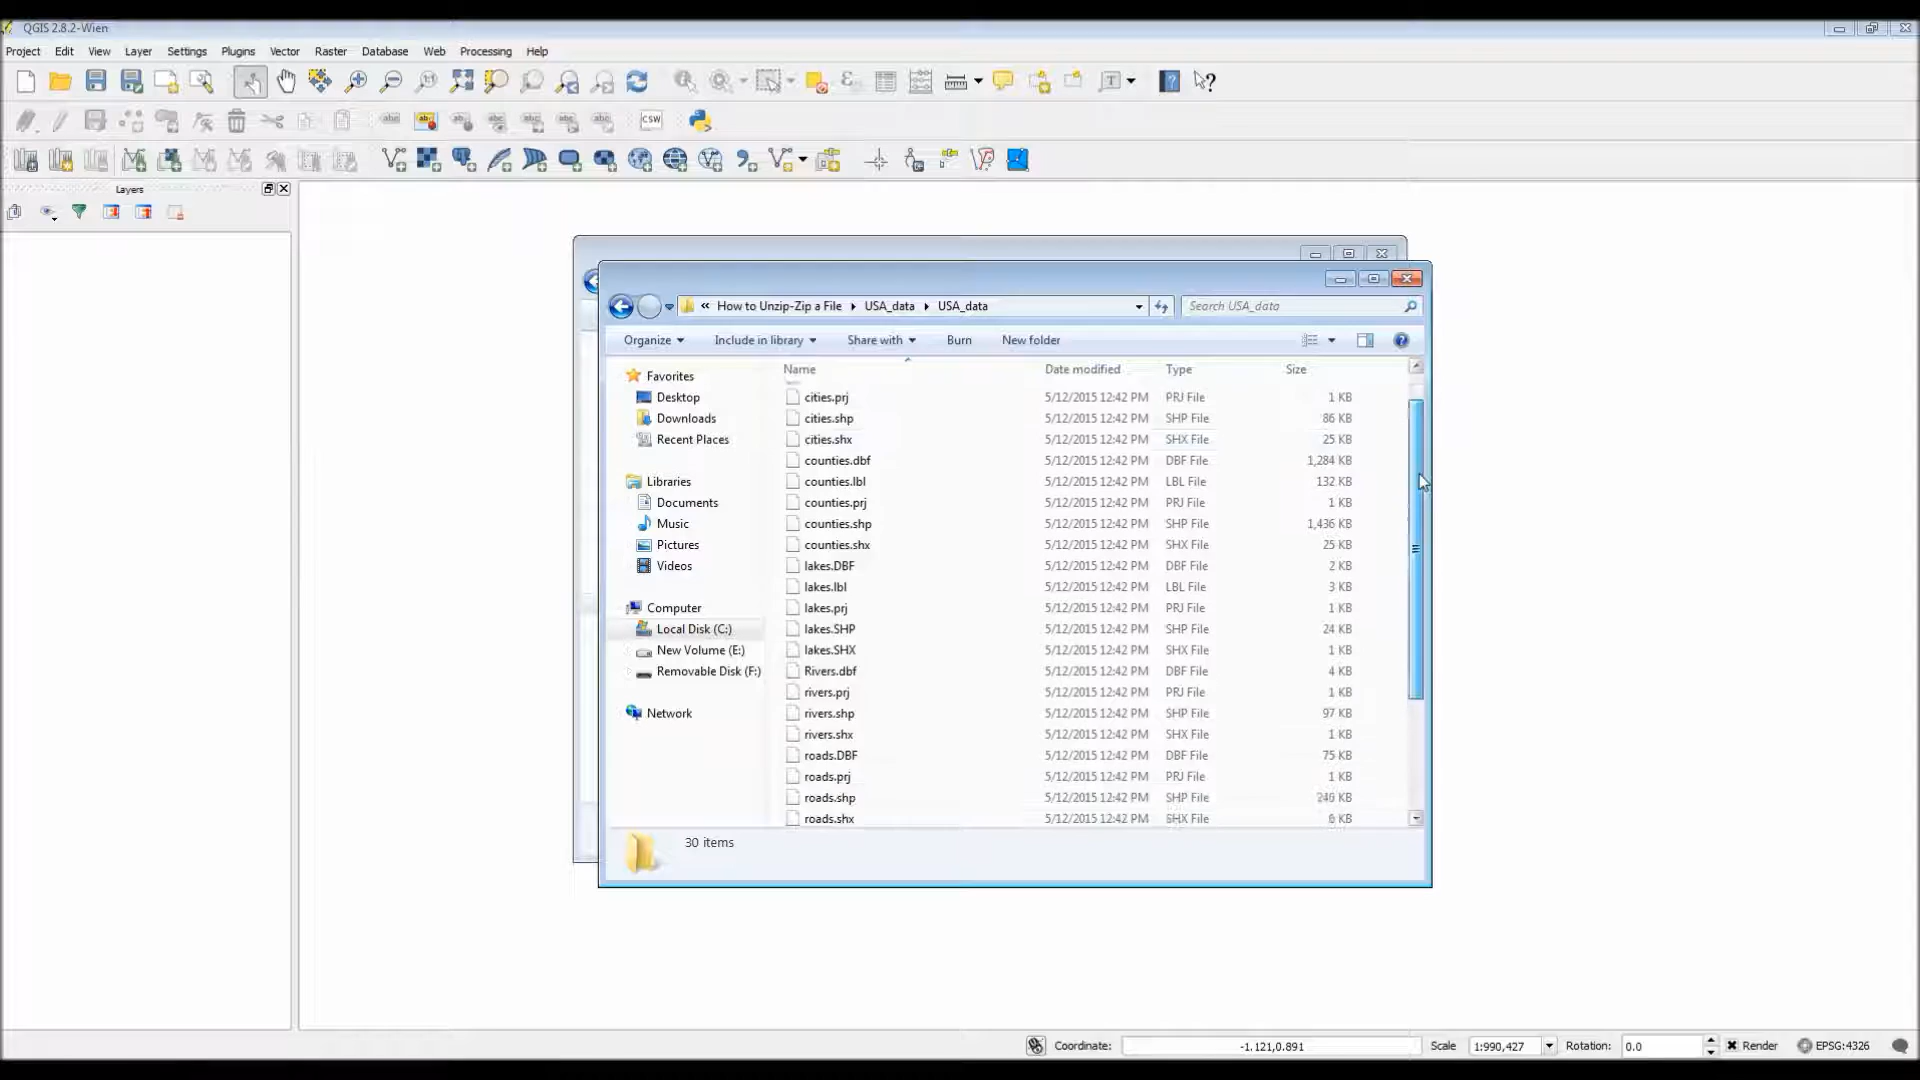 QGIS 2.8.2-Wien
Project Edit View Layer Settings Plugins Vector Raster Database Web Processing Help
CSW
Layers
« How to Unzip-Zip a File USA_data USA_data
Search USA_data
Organize Include in library Share with Burn New folder
Name Date modified Type Size
Favorites
Desktop
Downloads
Recent Places
Libraries
Documents
Music
Pictures
Videos
Computer
Local Disk (C:)
New Volume (E:)
Removable Disk (F:)
Network
cities.prj 5/12/2015 12:42 PM PRJ File 1 KB
cities.shp 5/12/2015 12:42 PM SHP File 86 KB
cities.shx 5/12/2015 12:42 PM SHX File 25 KB
counties.dbf 5/12/2015 12:42 PM DBF File 1,284 KB
counties.lbl 5/12/2015 12:42 PM LBL File 132 KB
counties.prj 5/12/2015 12:42 PM PRJ File 1 KB
counties.shp 5/12/2015 12:42 PM SHP File 1,436 KB
counties.shx 5/12/2015 12:42 PM SHX File 25 KB
lakes.DBF 5/12/2015 12:42 PM DBF File 2 KB
lakes.lbl 5/12/2015 12:42 PM LBL File 3 KB
lakes.prj 5/12/2015 12:42 PM PRJ File 1 KB
lakes.SHP 5/12/2015 12:42 PM SHP File 24 KB
lakes.SHX 5/12/2015 12:42 PM SHX File 1 KB
Rivers.dbf 5/12/2015 12:42 PM DBF File 4 KB
rivers.prj 5/12/2015 12:42 PM PRJ File 1 KB
rivers.shp 5/12/2015 12:42 PM SHP File 97 KB
rivers.shx 5/12/2015 12:42 PM SHX File 1 KB
roads.DBF 5/12/2015 12:42 PM DBF File 75 KB
roads.prj 5/12/2015 12:42 PM PRJ File 1 KB
roads.shp 5/12/2015 12:42 PM SHP File KB
roads.shx 5/12/2015 12:42 PM SHX File KB
30 items
Coordinate: -1.121,0.891 Scale 1:990,427 Rotation: 0.0 Render EPSG:4326